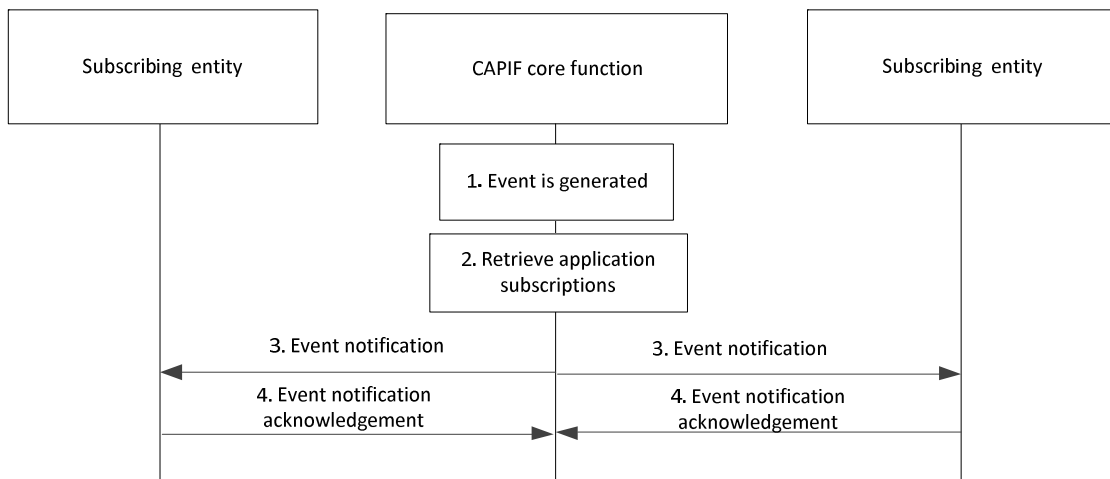 Subscribing entity
CAPIF core function
Subscribing entity
1. Event is generated
2. Retrieve application
subscriptions
3. Event notification
3. Event notification
4. Event notification
acknowledgement
4. Event notification
acknowledgement